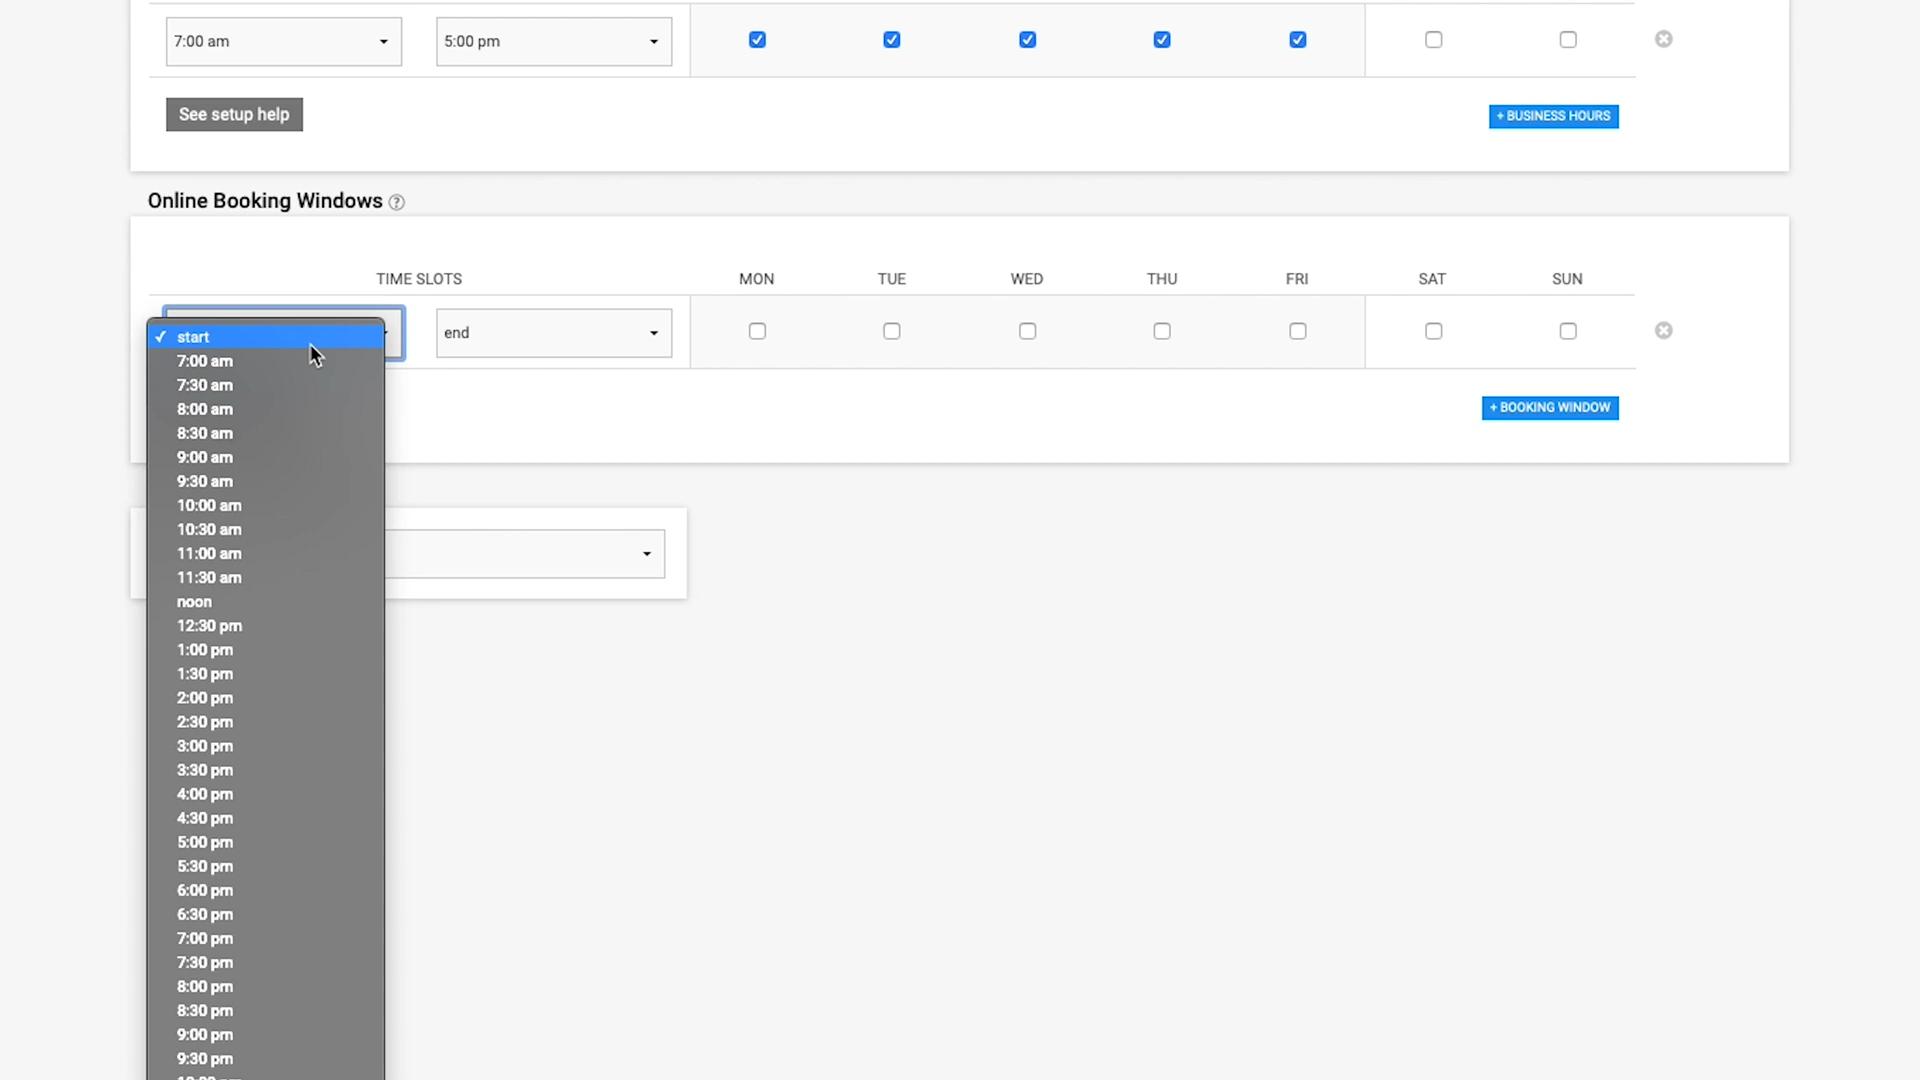 7:00 am 5:00 pm
See setup help
+ BUSINESS HOURS
Online Booking Windows ?
TIME SLOTS MON TUE WED THU FRI SAT SUN
start
end
7:00 am
7:30 am
8:00 am
+ BOOKING WINDOW
8:30 am
9:00 am
9:30 am
10:00 am
10:30 am
11:00 am
11:30 am
noon
12:30 pm
1:00 pm
1:30 pm
2:00 pm
2:30 pm
3:00 pm
3:30 pm
4:00 pm
4:30 pm
5:00 pm
5:30 pm
6:00 pm
6:30 pm
7:00 pm
7:30 pm
8:00 pm
8:30 pm
9:00 pm
9:30 pm